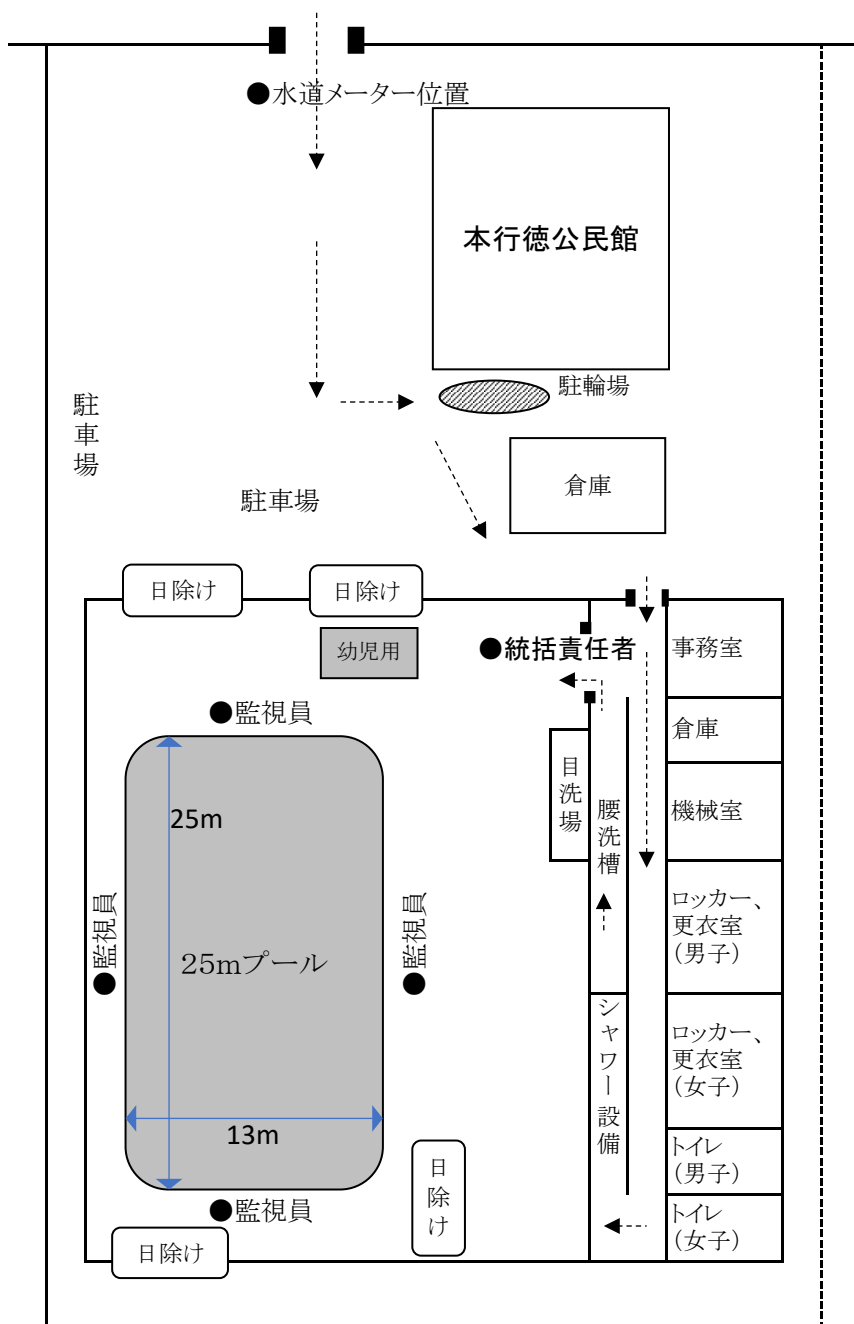 ●水道メーター位置
本行徳公民館
駐輪場
駐車場
倉庫
駐車場
日除け
日除け
幼児用
●統括責任者
事務室
●監視員
倉庫
目洗場
機械室
腰洗槽
25m
ロッカー、
更衣室
(男子)
●監視員
●監視員
25mプール
シャワー設備
ロッカー、
更衣室
(女子)
13m
トイレ
(男子)
日除け
●監視員
トイレ
(女子)
日除け